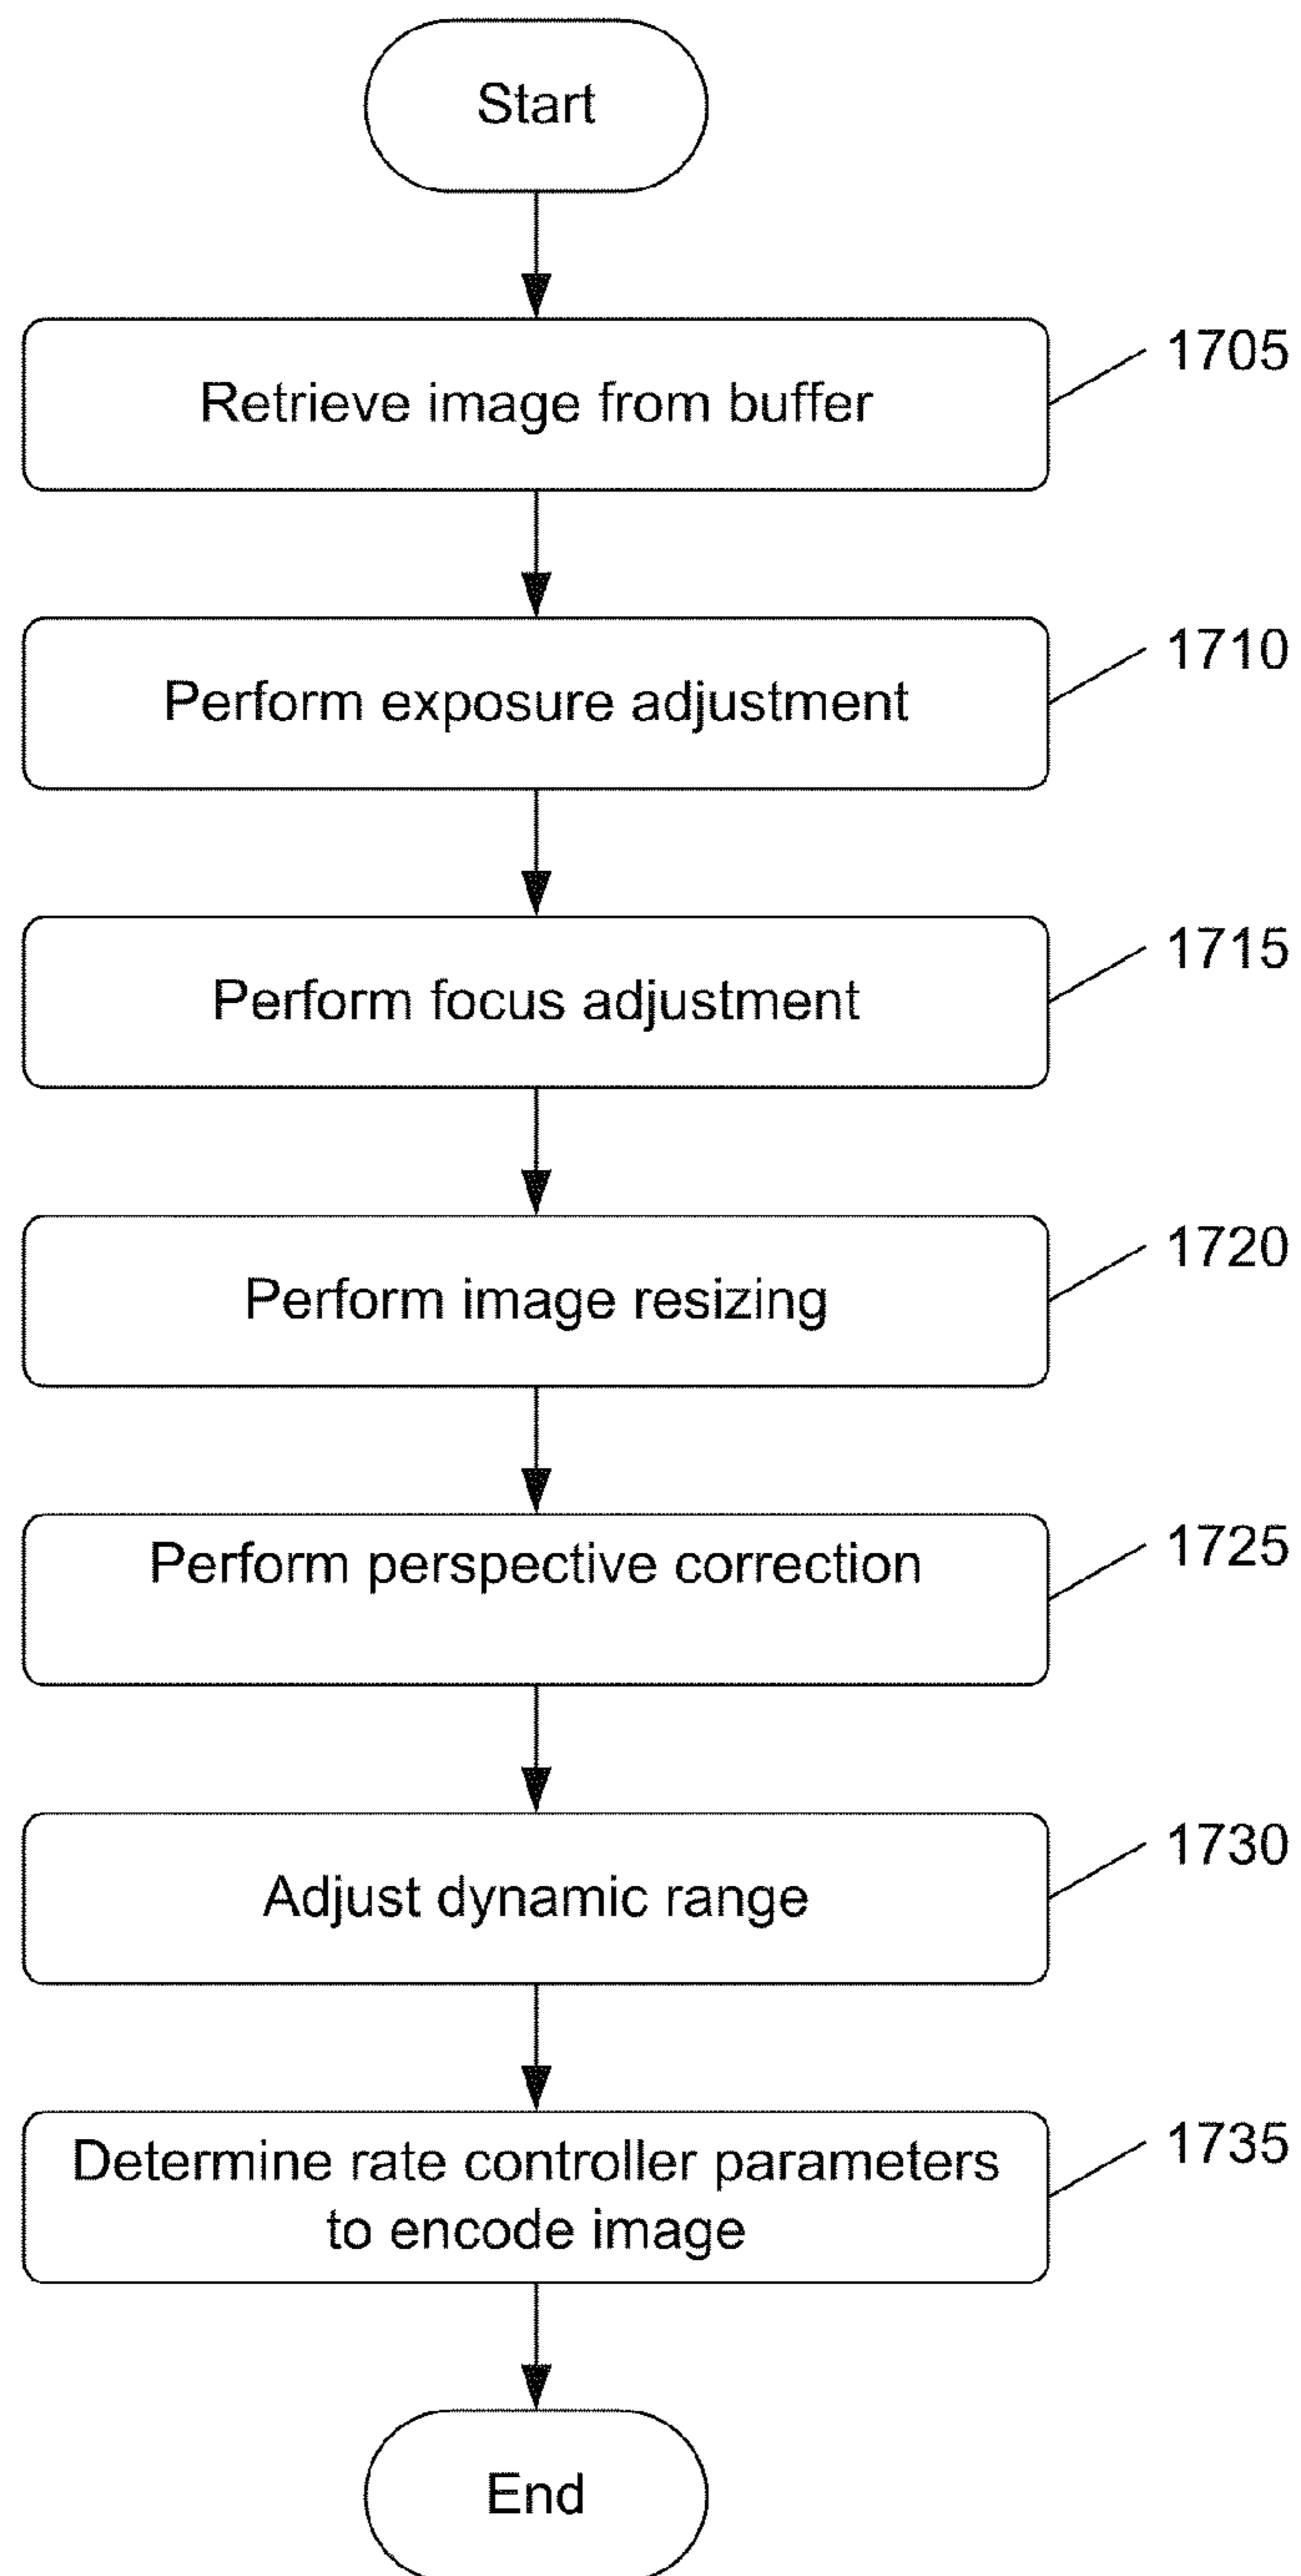 Start
Retrieve image from buffer
1705
Perform exposure adjustment
1710
Perform focus adjustment
1715
Perform image resizing
1720
Perform perspective correction
1725
Adjust dynamic range
1730
Determine rate controller parameters
to encode image
1735
End